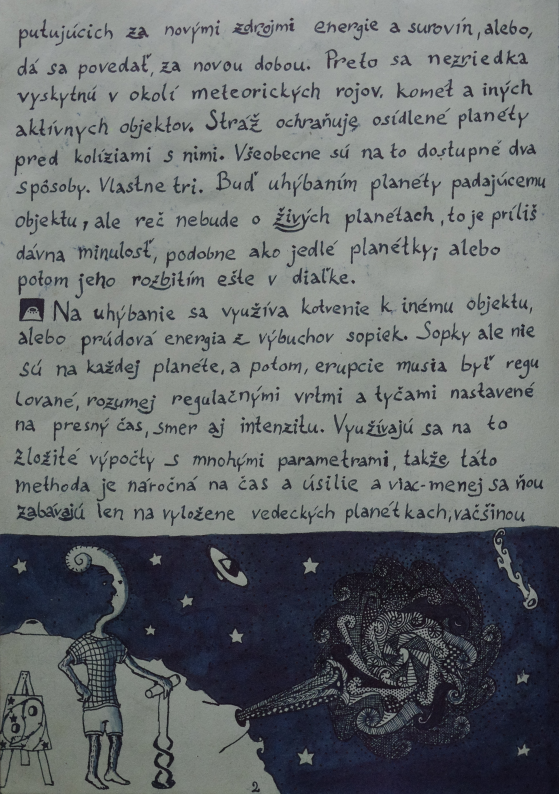 putujúcich za novými zdrojmi energie a surovín, alebo,
dá sa povedať, za novou dobou. Preto sa nezriedka
vyskytnú v okolí meteorických rojov, komét a iných
aktívnych objektov. Stráž ochraňuje osídlené planéty
pred kolíziami s nimi. Všeobecne sú na to dostupné dva
spôsoby. Vlastne tri. Buď uhýbaním planéty padajúcemu
objektu, ale reč nebude o živých planétach, to je príliš
dávna minulosť, podobne ako jedlé planétky; alebo
potom jeho rozbitím ešte v diaľke.
Na uhýbanie sa využíva kotvenie k inému objektu,
alebo prúdová energia z výbuchov sopiek. Sopky ale nie
sú na každej planéte, a potom, erupcie musia byť regu
lované, rozumej regulačnými vrtmi a tyčami nastavené
na presný čas, smer aj intenzitu. Využívajú sa na to
zložité výpočty s mnohými parametrami, takže táto
methoda je náročná na čas a úsilie a viac-menej sa ňou
zabávajú len na vyložene vedeckých planétkach, väčšinou
2